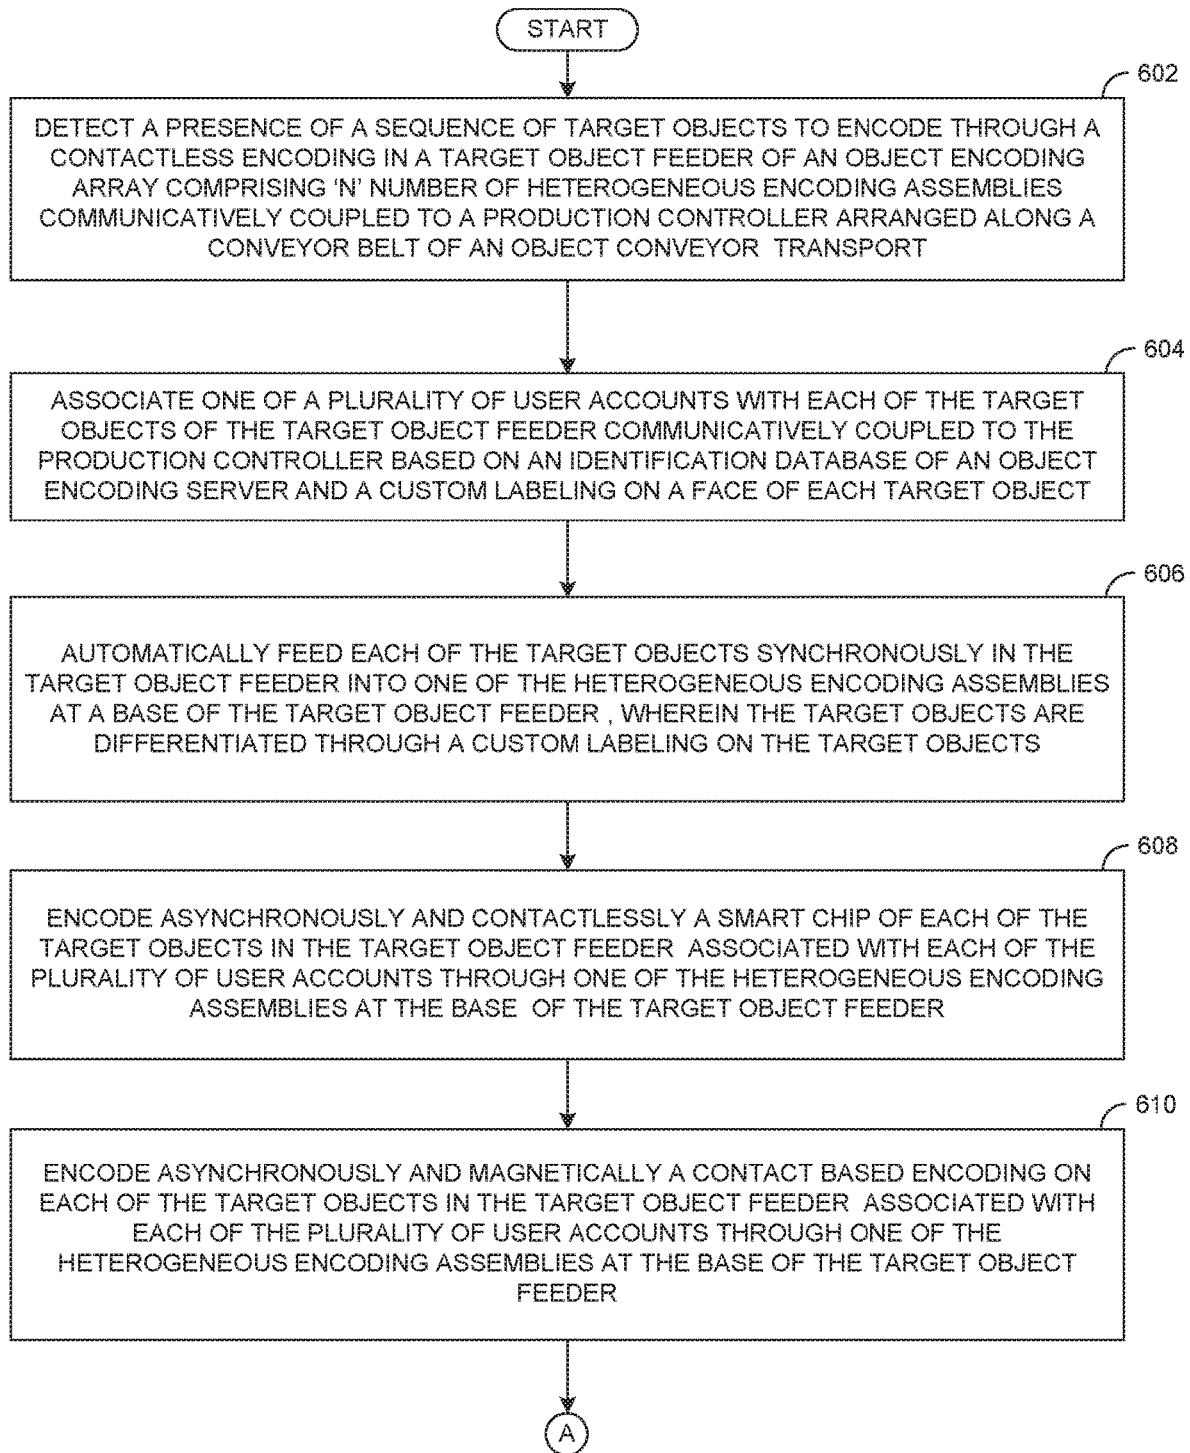 START
602
DETECT A PRESENCE OF A SEQUENCE OF TARGET OBJECTS TO ENCODE THROUGH A
CONTACTLESS ENCODING IN A TARGET OBJECT FEEDER OF AN OBJECT ENCODING
ARRAY COMPRISING 'N' NUMBER OF HETEROGENEOUS ENCODING ASSEMBLIES
COMMUNICATIVELY COUPLED TO A PRODUCTION CONTROLLER ARRANGED ALONG A
CONVEYOR BELT OF AN OBJECT CONVEYOR TRANSPORT
604
ASSOCIATE ONE OF A PLURALITY OF USER ACCOUNTS WITH EACH OF THE TARGET
OBJECTS OF THE TARGET OBJECT FEEDER COMMUNICATIVELY COUPLED TO THE
PRODUCTION CONTROLLER BASED ON AN IDENTIFICATION DATABASE OF AN OBJECT
ENCODING SERVER AND A CUSTOM LABELING ON A FACE OF EACH TARGET OBJECT
606
AUTOMATICALLY FEED EACH OF THE TARGET OBJECTS SYNCHRONOUSLY IN THE
TARGET OBJECT FEEDER INTO ONE OF THE HETEROGENEOUS ENCODING ASSEMBLIES
AT A BASE OF THE TARGET OBJECT FEEDER , WHEREIN THE TARGET OBJECTS ARE
DIFFERENTIATED THROUGH A CUSTOM LABELING ON THE TARGET OBJECTS
608
ENCODE ASYNCHRONOUSLY AND CONTACTLESSLY A SMART CHIP OF EACH OF THE
TARGET OBJECTS IN THE TARGET OBJECT FEEDER ASSOCIATED WITH EACH OF THE
PLURALITY OF USER ACCOUNTS THROUGH ONE OF THE HETEROGENEOUS ENCODING
ASSEMBLIES AT THE BASE OF THE TARGET OBJECT FEEDER
610
ENCODE ASYNCHRONOUSLY AND MAGNETICALLY A CONTACT BASED ENCODING ON
EACH OF THE TARGET OBJECTS IN THE TARGET OBJECT FEEDER ASSOCIATED WITH
EACH OF THE PLURALITY OF USER ACCOUNTS THROUGH ONE OF THE
HETEROGENEOUS ENCODING ASSEMBLIES AT THE BASE OF THE TARGET OBJECT
FEEDER
A